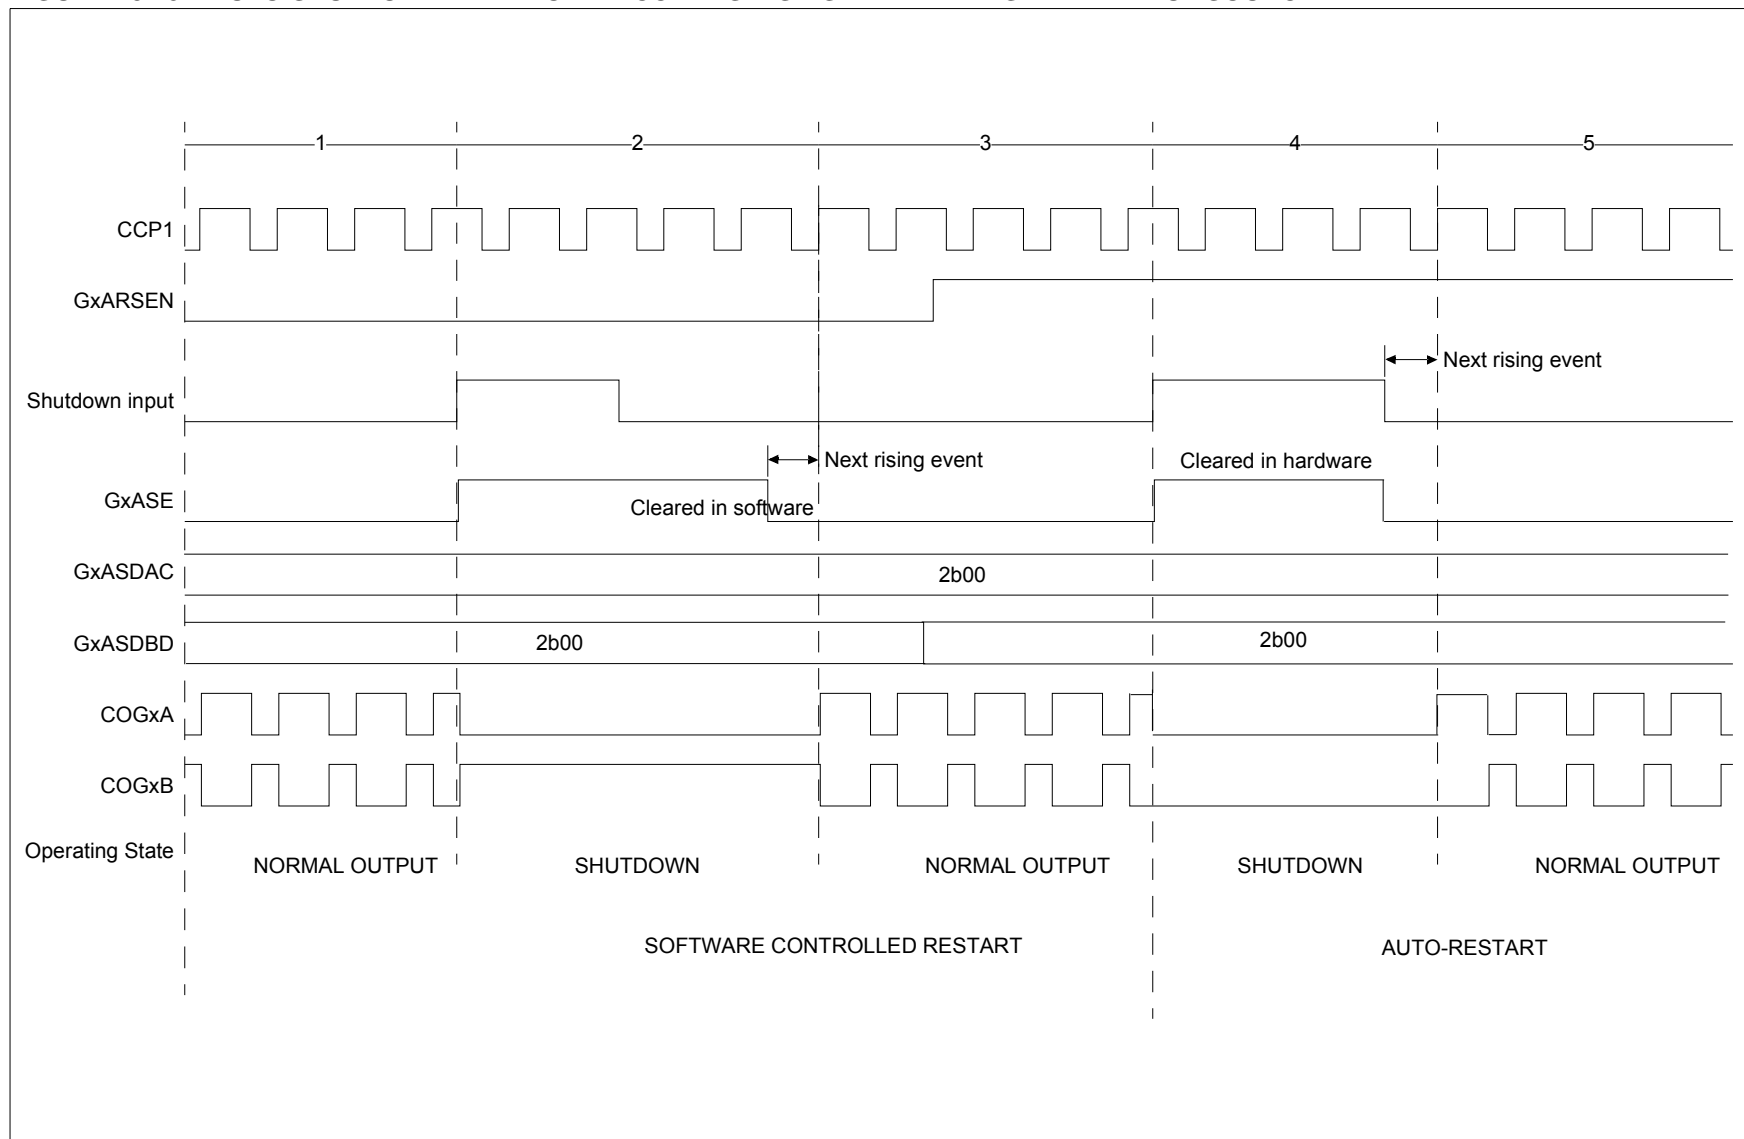 1 2 3 4 5
CCP1
GxARSEN
Next rising event
Shutdown input
Next rising event
Cleared in hardware
GxASE
Cleared in software
GxASDAC
2b00
GxASDBD
2b00 2b00
COGxA
COGxB
Operating State
NORMAL OUTPUT SHUTDOWN NORMAL OUTPUT SHUTDOWN NORMAL OUTPUT
SOFTWARE CONTROLLED RESTART AUTO-RESTART